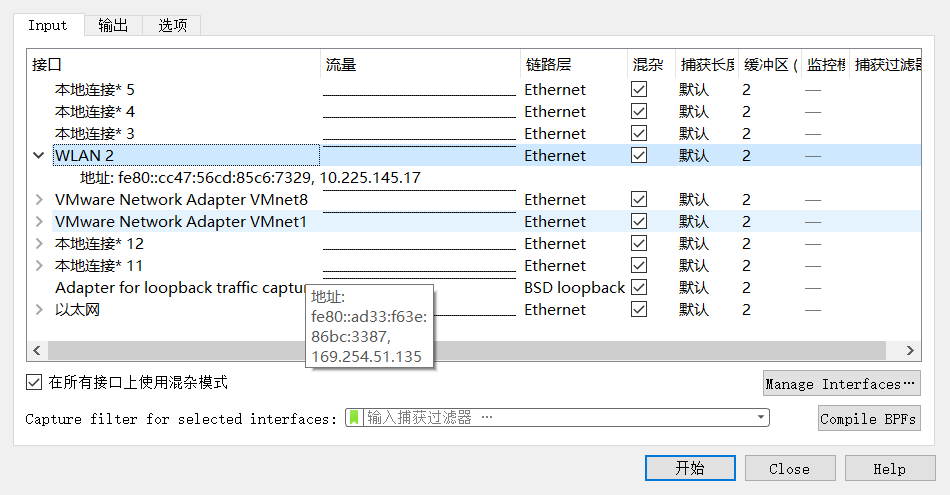 Input 输出 选项
接口 流量 链路层 混杂 捕获长度 缓冲区 ( 监控模 捕获过滤器
本地连接* 5 Ethernet 默认 2 —
本地连接* 4 Ethernet 默认 2 —
本地连接* 3 Ethernet 默认 2 —
WLAN 2 Ethernet 默认 2 —
地址: fe80::cc47:56cd:85c6:7329, 10.225.145.17
VMware Network Adapter VMnet8 Ethernet 默认 2 —
VMware Network Adapter VMnet1 Ethernet 默认 2 —
本地连接* 12 Ethernet 默认 2 —
本地连接* 11 Ethernet 默认 2 —
Adapter for loopback traffic captu BSD loopback 默认 2 —
以太网 Ethernet 默认 2 —
地址:
fe80::ad33:f63e:
86bc:3387,
169.254.51.135
在所有接口上使用混杂模式
Manage Interfaces…
Capture filter for selected interfaces: 输入捕获过滤器 …
Compile BPFs
开始 Close Help